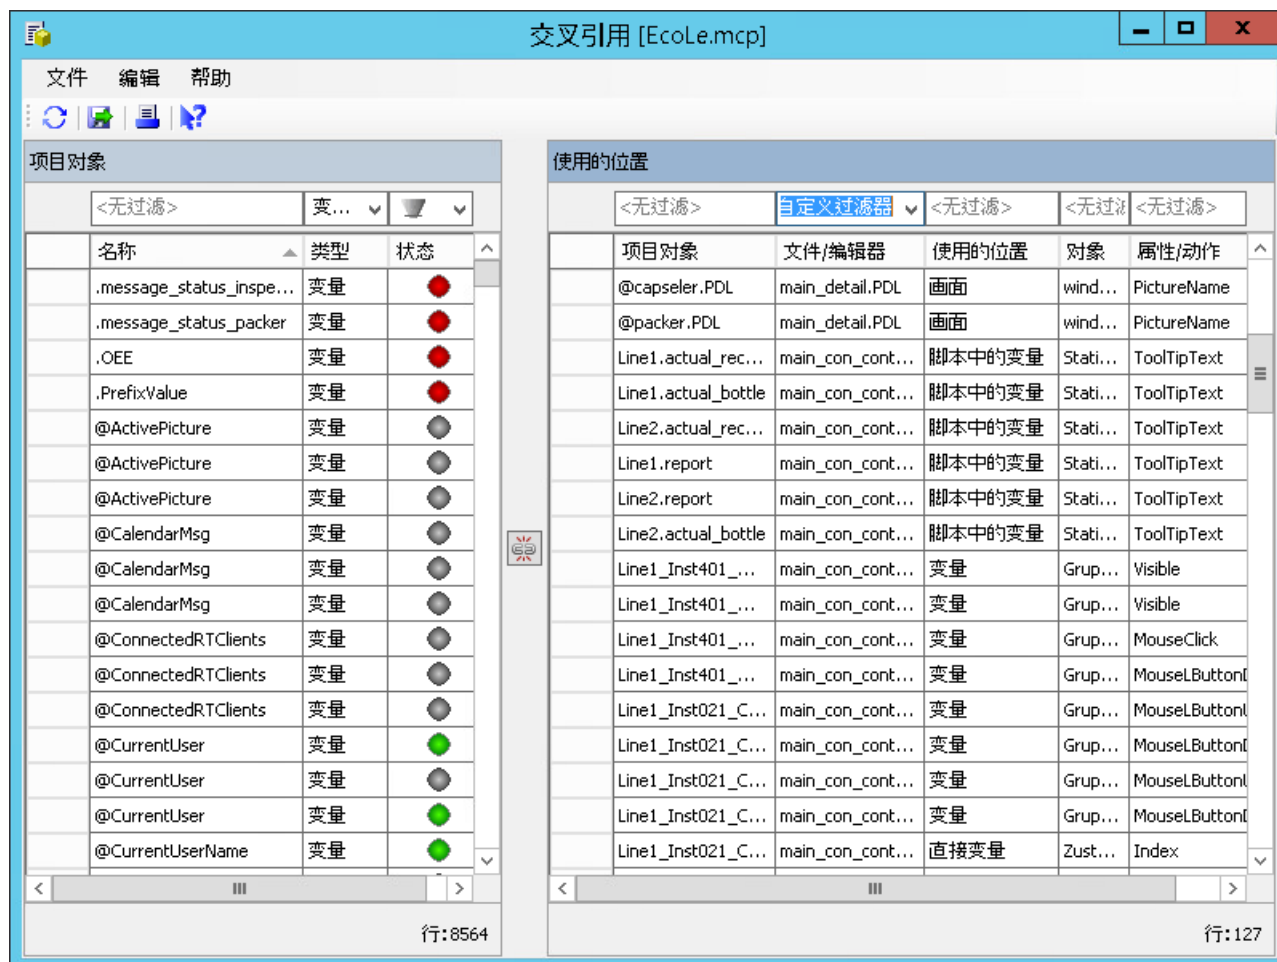 交叉引用 [EcoLe.mcp]
文件 编辑 帮助
项目对象
<无过滤> 变...
名称 类型 状态
.message_status_inspe... 变量
.message_status_packer 变量
.OEE 变量
.PrefixValue 变量
@ActivePicture 变量
@ActivePicture 变量
@ActivePicture 变量
@CalendarMsg 变量
@CalendarMsg 变量
@CalendarMsg 变量
@ConnectedRTClients 变量
@ConnectedRTClients 变量
@ConnectedRTClients 变量
@CurrentUser 变量
@CurrentUser 变量
@CurrentUser 变量
@CurrentUserName 变量
行:8564
使用的位置
<无过滤> 自定义过滤器 <无过滤> <无过滤 <无过滤>
项目对象 文件/编辑器 使用的位置 对象 属性/动作
@capseler.PDL main_detail.PDL 画面 wind... PictureName
@packer.PDL main_detail.PDL 画面 wind... PictureName
Line1.actual_rec... main_con_cont... 脚本中的变量 Stati... ToolTipText
Line1.actual_bottle main_con_cont... 脚本中的变量 Stati... ToolTipText
Line2.actual_rec... main_con_cont... 脚本中的变量 Stati... ToolTipText
Line1.report main_con_cont... 脚本中的变量 Stati... ToolTipText
Line2.report main_con_cont... 脚本中的变量 Stati... ToolTipText
Line2.actual_bottle main_con_cont... 脚本中的变量 Stati... ToolTipText
Line1_Inst401_... main_con_cont... 变量 Grup... Visible
Line1_Inst401_... main_con_cont... 变量 Grup... Visible
Line1_Inst401_... main_con_cont... 变量 Grup... MouseClick
Line1_Inst401_... main_con_cont... 变量 Grup... MouseLButton
Line1_Inst021_C... main_con_cont... 变量 Grup... MouseLButton
Line1_Inst021_C... main_con_cont... 变量 Grup... MouseLButton
Line1_Inst021_C... main_con_cont... 变量 Grup... MouseLButton
Line1_Inst021_C... main_con_cont... 变量 Grup... MouseLButton
Line1_Inst021_C... main_con_cont... 直接变量 Zust... Index
行:127